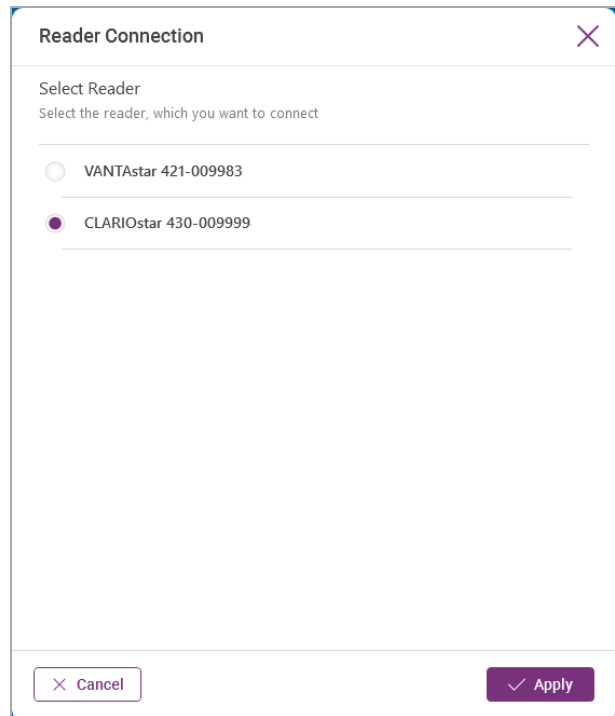 Reader Connection
Select Reader
Select the reader, which you want to connect
VANTAstar 421-009983
CLARIOstar 430-009999
Cancel
Apply